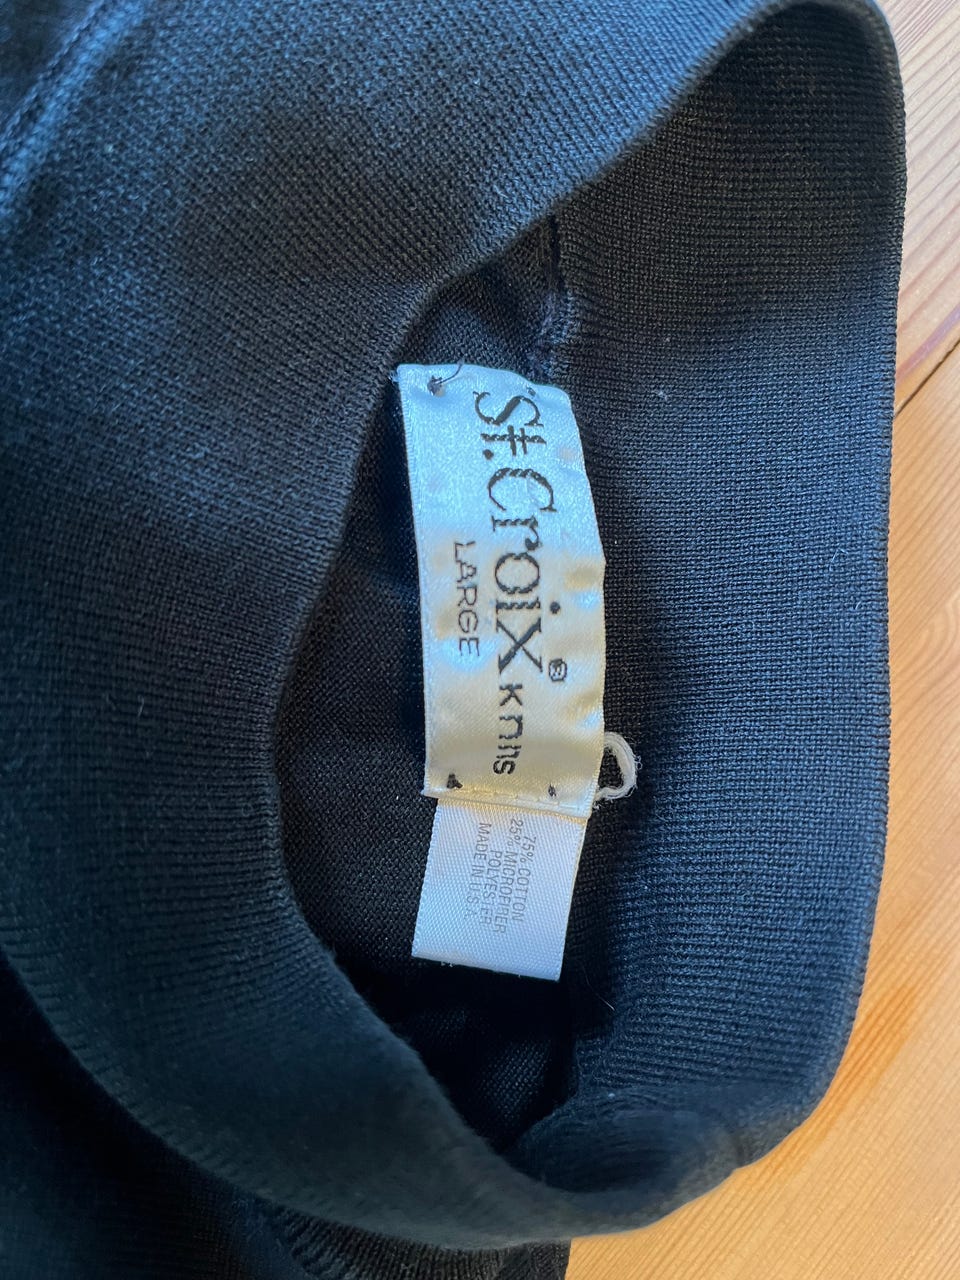 St. Croix® knits
LARGE
75% COTTON
25% MICROFIBER
POLYESTER
MADE IN U.S.A.